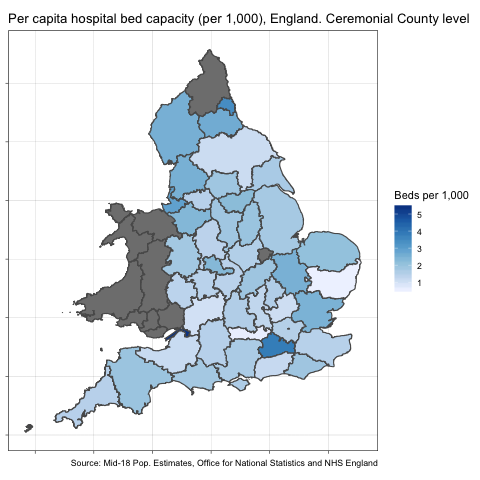 Per capita hospital bed capacity (per 1,000), England. Ceremonial County level
Beds per 1,000
5
4
3
2
1
Source: Mid-18 Pop. Estimates, Office for National Statistics and NHS England